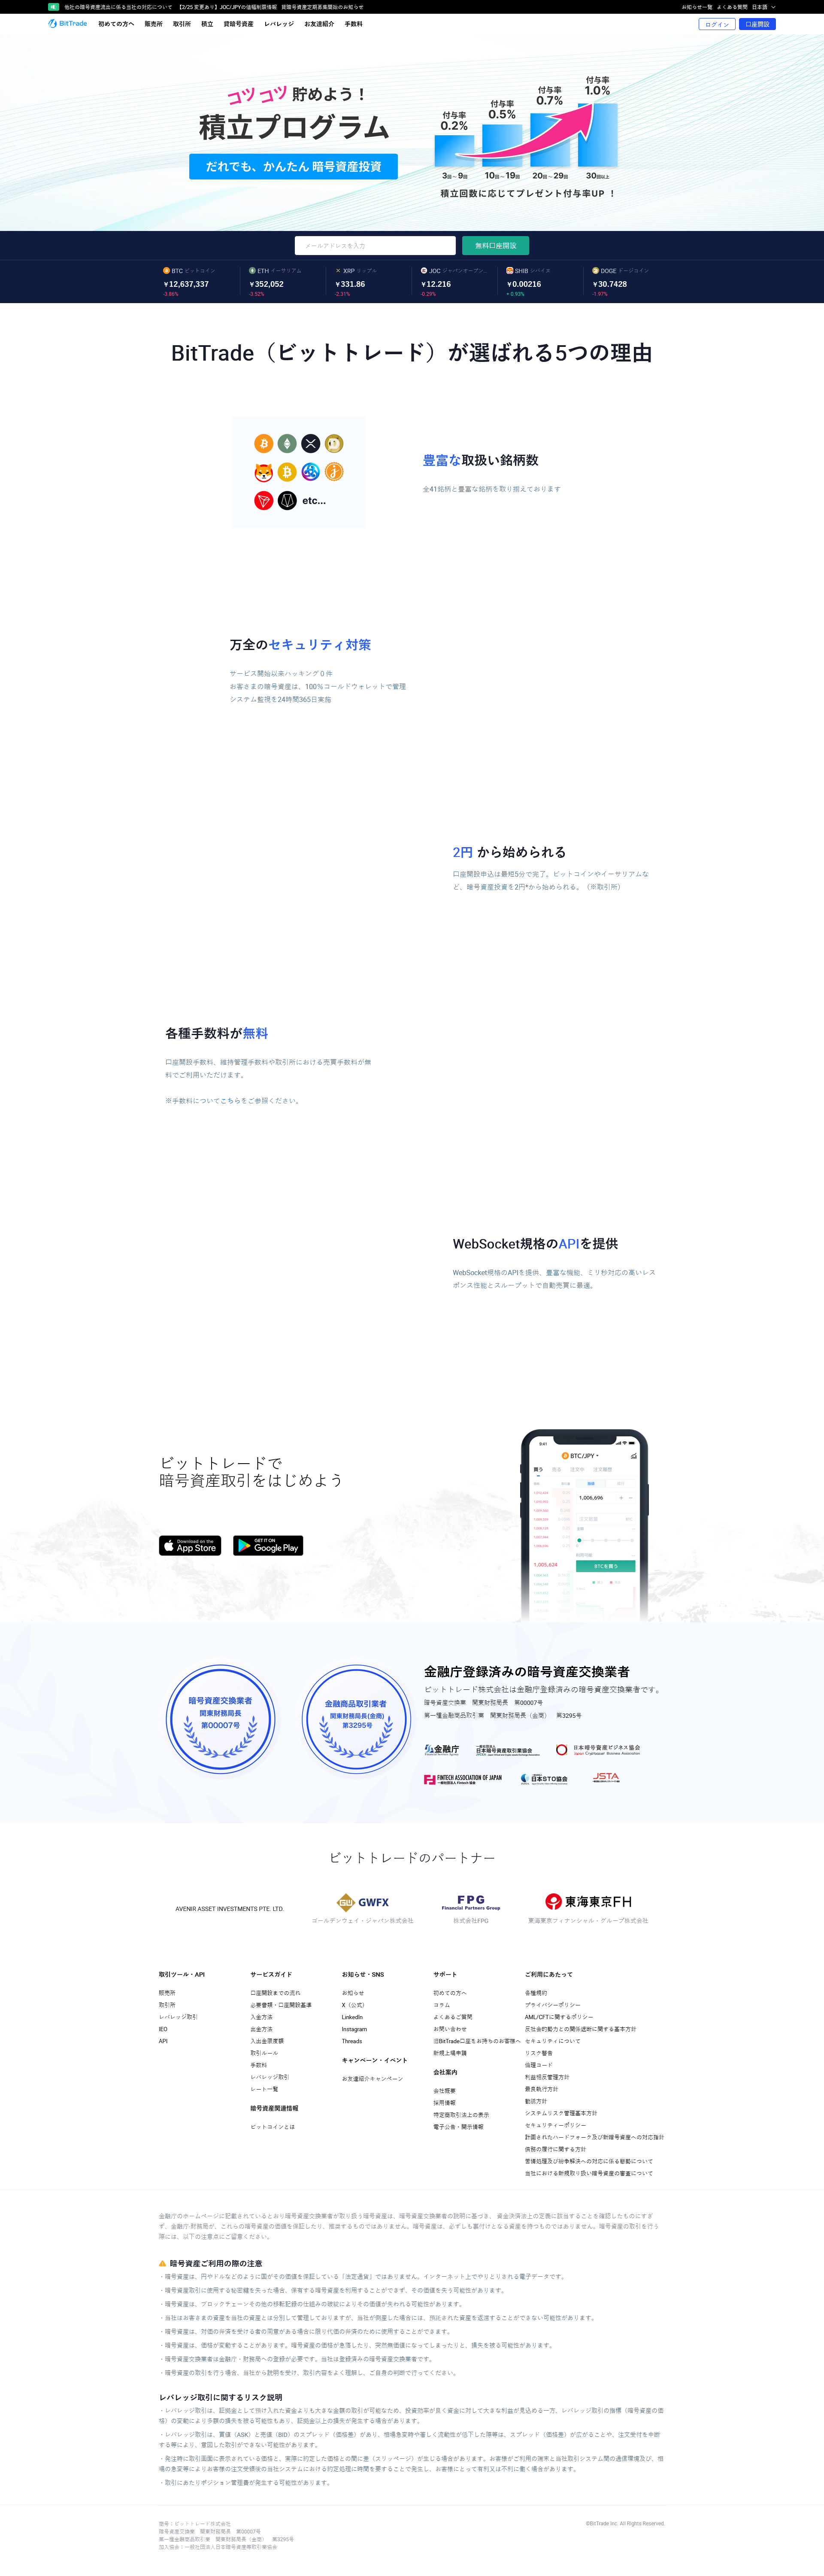 他社の暗号資産流出に係る当社の対応について 【2/25 変更あり】JOC/JPYの値幅制限情報 貸暗号資産定期募集開始のお知らせ お知らせ一覧 よくある質問 日本語
BitTrade 初めての方へ 販売所 取引所 積立 貸暗号資産 レバレッジ お友達紹介 手数料 ログイン 口座開設
コツコツ 貯めよう！
積立プログラム
だれでも、かんたん 暗号資産投資
付与率 0.2%
付与率 0.5%
付与率 0.7%
付与率 1.0%
3回～9回 10回～19回 20回～29回 30回以上
積立回数に応じてプレゼント付与率UP ！
メールアドレスを入力 無料口座開設
BTC ビットコイン ETH イーサリアム XRP リップル JOC ジャパンオープン... SHIB シバイヌ DOGE ドージコイン
￥12,637,337 ￥352,052 ￥331.86 ￥12.216 ￥0.00216 ￥30.7428
-3.86% -3.52% -2.31% -0.29% + 0.93% -1.97%
BitTrade（ビットトレード）が選ばれる5つの理由
etc...
豊富な取扱い銘柄数
全41銘柄と豊富な銘柄を取り揃えております
万全のセキュリティ対策
サービス開始以来ハッキング 0 件
お客さまの暗号資産は、100％コールドウォレットで管理
システム監視を24時間365日実施
2円 から始められる
口座開設申込は最短5分で完了。ビットコインやイーサリアムな
ど、暗号資産投資を2円*から始められる。（※取引所）
各種手数料が無料
口座開設手数料、維持管理手数料や取引所における売買手数料が無
料でご利用いただけます。
※手数料についてこちらをご参照ください。
WebSocket規格のAPIを提供
WebSocket規格のAPIを提供、豊富な機能、ミリ秒対応の高いレス
ポンス性能とスループットで自動売買に最適。
ビットトレードで
暗号資産取引をはじめよう
Download on the App Store
GET IT ON Google Play
9:41
BTC/JPY
買う 売る 注文中 注文履歴
1,006,696
1,005,624
BTCを買う
暗号資産交換業者
関東財務局長
第00007号
金融商品取引業者
関東財務局長(金商)
第3295号
金融庁登録済みの暗号資産交換業者
ビットトレード株式会社は金融庁登録済みの暗号資産交換業者です。
暗号資産交換業 関東財務局長 第00007号
第一種金融商品取引業 関東財務局長（金商） 第3295号
金融庁
一般社団法人 日本暗号資産取引業協会
日本暗号資産ビジネス協会
Japan Cryptoasset Business Association
FINTECH ASSOCIATION OF JAPAN
一般社団法人 Fintech 協会
日本STO協会
JSTA
ビットトレードのパートナー
AVENIR ASSET INVESTMENTS PTE. LTD.
GWFX
ゴールデンウェイ・ジャパン株式会社
FPG
Financial Partners Group
株式会社FPG
東海東京FH
東海東京フィナンシャル・グループ株式会社
取引ツール・API
販売所
取引所
レバレッジ取引
IEO
API
サービスガイド
口座開設までの流れ
必要書類・口座開設基準
入金方法
出金方法
入出金限度額
取引ルール
手数料
レバレッジ取引
レート一覧
暗号資産関連情報
ビットコインとは
お知らせ・SNS
お知らせ
X（公式）
LinkedIn
Instagram
Threads
キャンペーン・イベント
お友達紹介キャンペーン
サポート
初めての方へ
コラム
よくあるご質問
お問い合わせ
旧BitTrade口座をお持ちのお客様へ
新規上場申請
会社案内
会社概要
採用情報
特定商取引法上の表示
電子公告・開示情報
ご利用にあたって
各種規約
プライバシーポリシー
AML/CFTに関するポリシー
反社会的勢力との関係遮断に関する基本方針
セキュリティについて
リスク警告
倫理コード
利益相反管理方針
最良執行方針
勧誘方針
システムリスク管理基本方針
セキュリティーポリシー
計画されたハードフォーク及び新暗号資産への対応指針
債務の履行に関する方針
苦情処理及び紛争解決への対応に係る態勢について
当社における新規取り扱い暗号資産の審査について
金融庁のホームページに記載されているとおり暗号資産交換業者が取り扱う暗号資産は、暗号資産交換業者の説明に基づき、資金決済法上の定義に該当することを確認したものにすぎ
ず、金融庁·財務局が、これらの暗号資産の価値を保証したり、推奨するものではありません。暗号資産は、必ずしも裏付けとなる資産を持つものではありません。暗号資産の取引を行う
際には、以下の注意点にご留意ください。
暗号資産ご利用の際の注意
・暗号資産は、円やドルなどのように国がその価値を保証している「法定通貨」ではありません。インターネット上でやりとりされる電子データです。
・暗号資産取引に使用する秘密鍵を失った場合、保有する暗号資産を利用することができず、その価値を失う可能性があります。
・暗号資産は、ブロックチェーンその他の移転記録の仕組みの破綻によりその価値が失われる可能性があります。
・当社はお客さまの資産を当社の資産とは分別して管理しておりますが、当社が倒産した場合には、預託された資産を返還することができない可能性があります。
・暗号資産は、対価の弁済を受ける者の同意がある場合に限り代価の弁済のために使用することができます。
・暗号資産は、価格が変動することがあります。暗号資産の価格が急落したり、突然無価値になってしまったりと、損失を被る可能性があります。
・暗号資産交換業者は金融庁・財務局への登録が必要です。当社は登録済みの暗号資産交換業者です。
・暗号資産の取引を行う場合、当社から説明を受け、取引内容をよく理解し、ご自身の判断で行ってください。
レバレッジ取引に関するリスク説明
・レバレッジ取引は、証拠金として預け入れた資金よりも大きな金額の取引が可能なため、投資効率が良く資金に対して大きな利益が見込める一方、レバレッジ取引の指標（暗号資産の価
格）の変動により多額の損失を被る可能性もあり、証拠金以上の損失が発生する場合があります。
・レバレッジ取引は、買値（ASK）と売値（BID）のスプレッド（価格差）があり、相場急変時や著しく流動性が低下した際等は、スプレッド（価格差）が広がることや、注文受付を中断
する等により、意図した取引ができない可能性があります。
・発注時に取引画面に表示されている価格と、実際に約定した価格との間に差（スリッページ）が生じる場合があります。お客様がご利用の端末と当社取引システム間の通信環境及び、相
場の急変等によりお客様の注文受領後の当社システムにおける約定処理に時間を要することで発生し、お客様にとって有利又は不利に働く場合があります。
・取引にあたりポジション管理費が発生する可能性があります。
商号：ビットトレード株式会社 ©BitTrade Inc. All Rights Reserved
暗号資産交換業 関東財務局長 第00007号
第一種金融商品取引業 関東財務局長（金商） 第3295号
加入協会：一般社団法人日本暗号資産等取引業協会